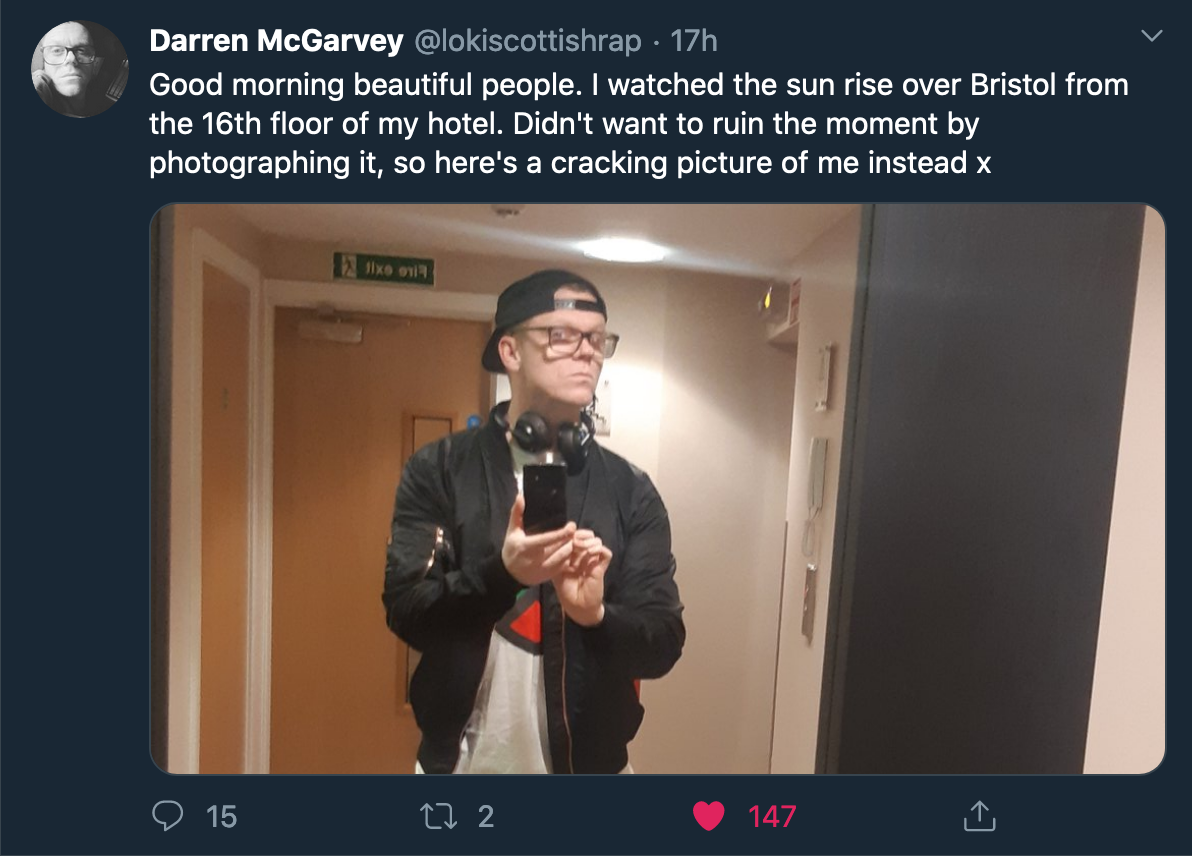 Darren McGarvey @lokiscottishrap · 17h
Good morning beautiful people. I watched the sun rise over Bristol from
the 16th floor of my hotel. Didn't want to ruin the moment by
photographing it, so here's a cracking picture of me instead x
Fire exit
15 2 147